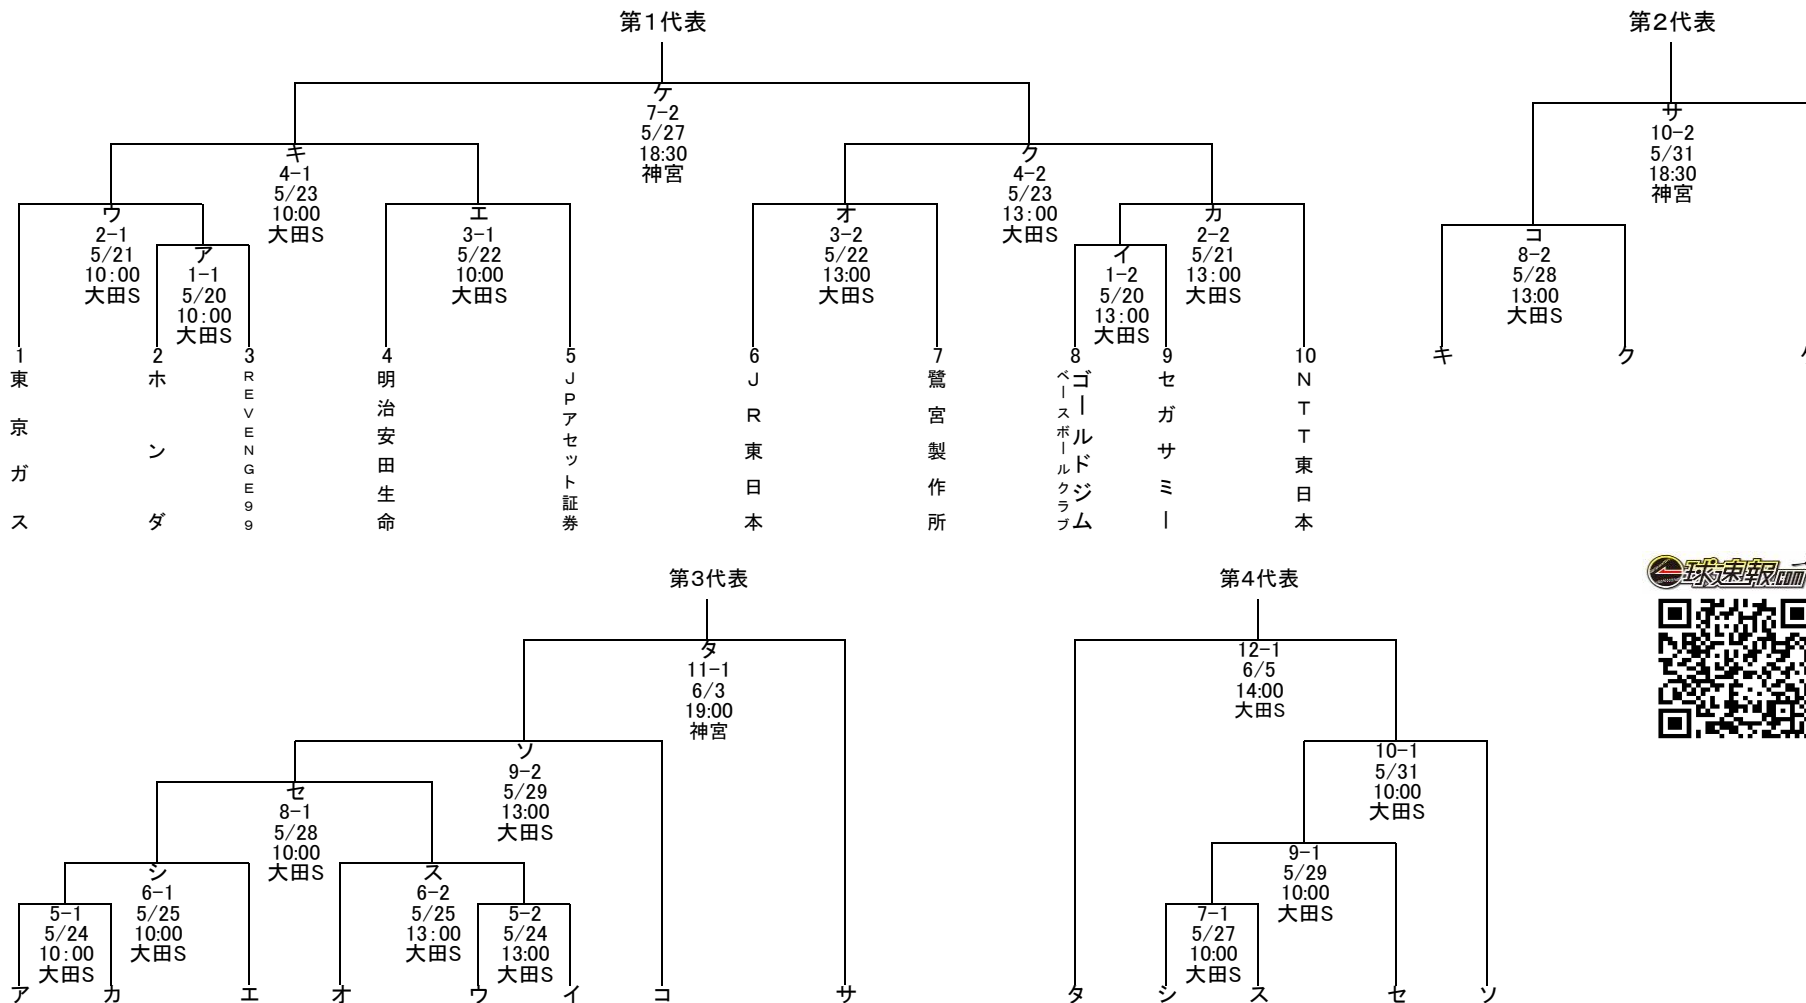 第1代表
ケ
7-2
5/27
18:30
神宮
キ
4-1
5/23
10:00
大田S
ク
4-2
5/23
13:00
大田S
ウ
2-1
5/21
10:00
大田S
ア
1-1
5/20
10:00
大田S
エ
3-1
5/22
10:00
大田S
オ
3-2
5/22
13:00
大田S
イ
1-2
5/20
13:00
大田S
カ
2-2
5/21
13:00
大田S
1
東京ガス
2
ホンダ
3
REVENGE99
4
明治安田生命
5
JPアセット証券
6
JR東日本
7
鷺宮製作所
8
ゴールドジム
ベースボールクラブ
9
セガサミー
10
NTT東日本
第2代表
サ
10-2
5/31
18:30
神宮
コ
8-2
5/28
13:00
大田S
キ
ク
第3代表
タ
11-1
6/3
19:00
神宮
ソ
9-2
5/29
13:00
大田S
セ
8-1
5/28
10:00
大田S
シ
6-1
5/25
10:00
大田S
ス
6-2
5/25
13:00
大田S
5-1
5/24
10:00
大田S
5-2
5/24
13:00
大田S
ア
カ
エ
オ
ウ
イ
コ
サ
第4代表
12-1
6/5
14:00
大田S
10-1
5/31
10:00
大田S
9-1
5/29
10:00
大田S
7-1
5/27
10:00
大田S
タ
シ
ス
セ
ソ
球速報.com